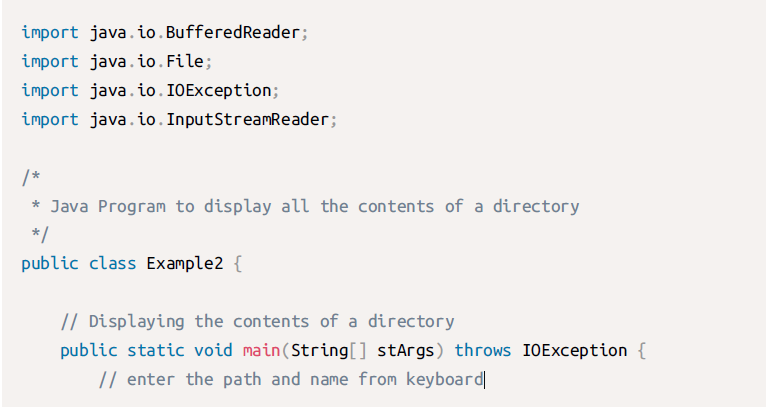 import java.io.BufferedReader;
import java.io.File;
import java.io.IOException;
import java.io.InputStreamReader;
/*
* Java Program to display all the contents of a directory
*/
public class Example2 {
// Displaying the contents of a directory
public static void main(String[] stArgs) throws IOException {
// enter the path and name from keyboard